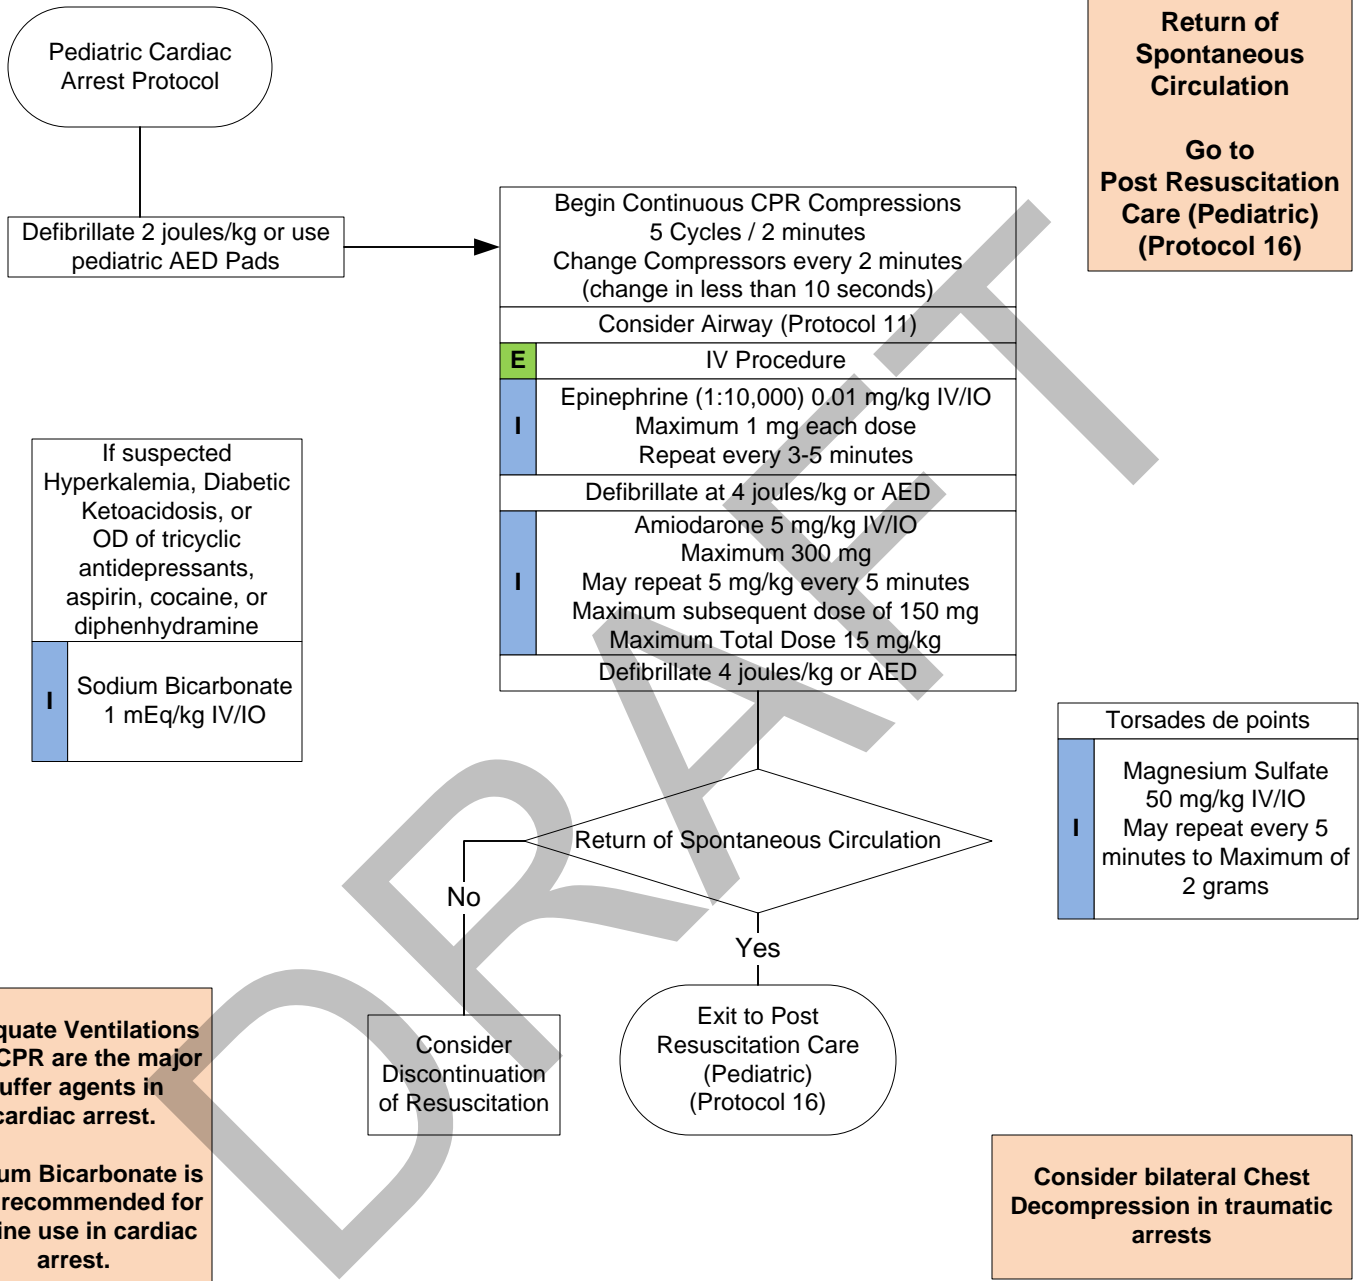 Pediatric Cardiac
Arrest Protocol
Return of
Spontaneous
Circulation
Go to
Post Resuscitation
Care (Pediatric)
(Protocol 16)
Defibrillate 2 joules/kg or use
pediatric AED Pads
Begin Continuous CPR Compressions
5 Cycles / 2 minutes
Change Compressors every 2 minutes
(change in less than 10 seconds)
Consider Airway (Protocol 11)
E IV Procedure
I
Epinephrine (1:10,000) 0.01 mg/kg IV/IO
Maximum 1 mg each dose
Repeat every 3-5 minutes
Defibrillate at 4 joules/kg or AED
I
Amiodarone 5 mg/kg IV/IO
Maximum 300 mg
May repeat 5 mg/kg every 5 minutes
Maximum subsequent dose of 150 mg
Maximum Total Dose 15 mg/kg
Defibrillate 4 joules/kg or AED
If suspected
Hyperkalemia, Diabetic
Ketoacidosis, or
OD of tricyclic
antidepressants,
aspirin, cocaine, or
diphenhydramine
I
Sodium Bicarbonate
1 mEq/kg IV/IO
Torsades de points
I
Magnesium Sulfate
50 mg/kg IV/IO
May repeat every 5
minutes to Maximum of
2 grams
Return of Spontaneous Circulation
No
Yes
Consider
Discontinuation
of Resuscitation
Exit to Post
Resuscitation Care
(Pediatric)
(Protocol 16)
Ventilations
CPR are the major
agents in
cardiac arrest.
Bicarbonate is
recommended for
use in cardiac
arrest.
Consider bilateral Chest
Decompression in traumatic
arrests
DRAFT